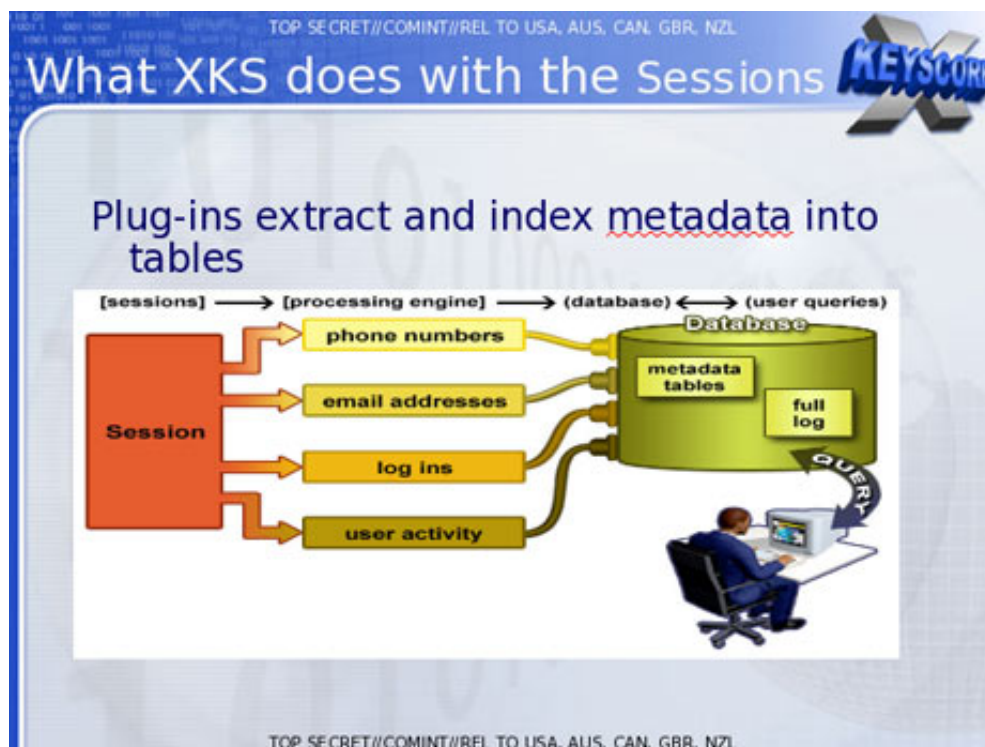 TOP SECRET//COMINT//REL TO USA, AUS, CAN, GBR, NZL
What XKS does with the Sessions
X
KEYSCOR
Plug-ins extract and index metadata into
tables
[sessions] → [processing engine] → (database) ↔ (user queries)
Database
phone numbers
metadata
tables
email addresses
full
log
Session
log ins
QUERY
user activity
TOP SECRET//COMINT//REL TO USA, AUS, CAN, GBR, NZL